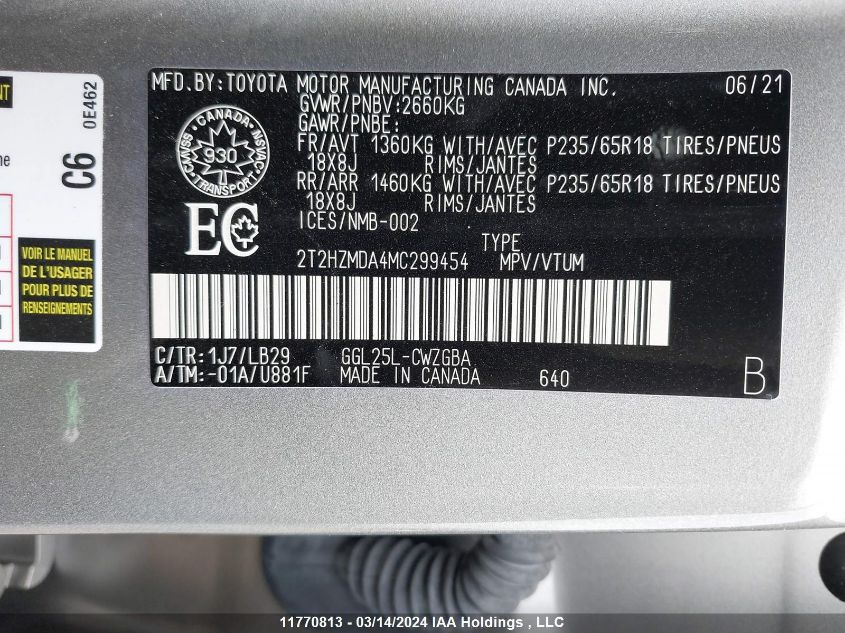 NT
ne
C6
0E462
VOIR LE MANUEL
DE L'USAGER
POUR PLUS DE
RENSEIGNEMENTS
MFD.BY:TOYOTA MOTOR MANUFACTURING CANADA INC. 06/21
GVWR/PNBV:2660KG
GAWR/PNBE:
FR/AVT 1360KG WITH/AVEC P235/65R18 TIRES/PNEUS
18X8J RIMS/JANTES
RR/ARR 1460KG WITH/AVEC P235/65R18 TIRES/PNEUS
18X8J RIMS/JANTES
ICES/NMB-002
CANADA
CMVSS
NSVAC
930
TRANSPORT
EC
TYPE
2T2HZMDA4MC299454 MPV/VTUM
C/TR:1J7/LB29 GGL25L-CWZGBA
A/TM:-01A/U881F MADE IN CANADA 640 B
11770813 - 03/14/2024 IAA Holdings , LLC